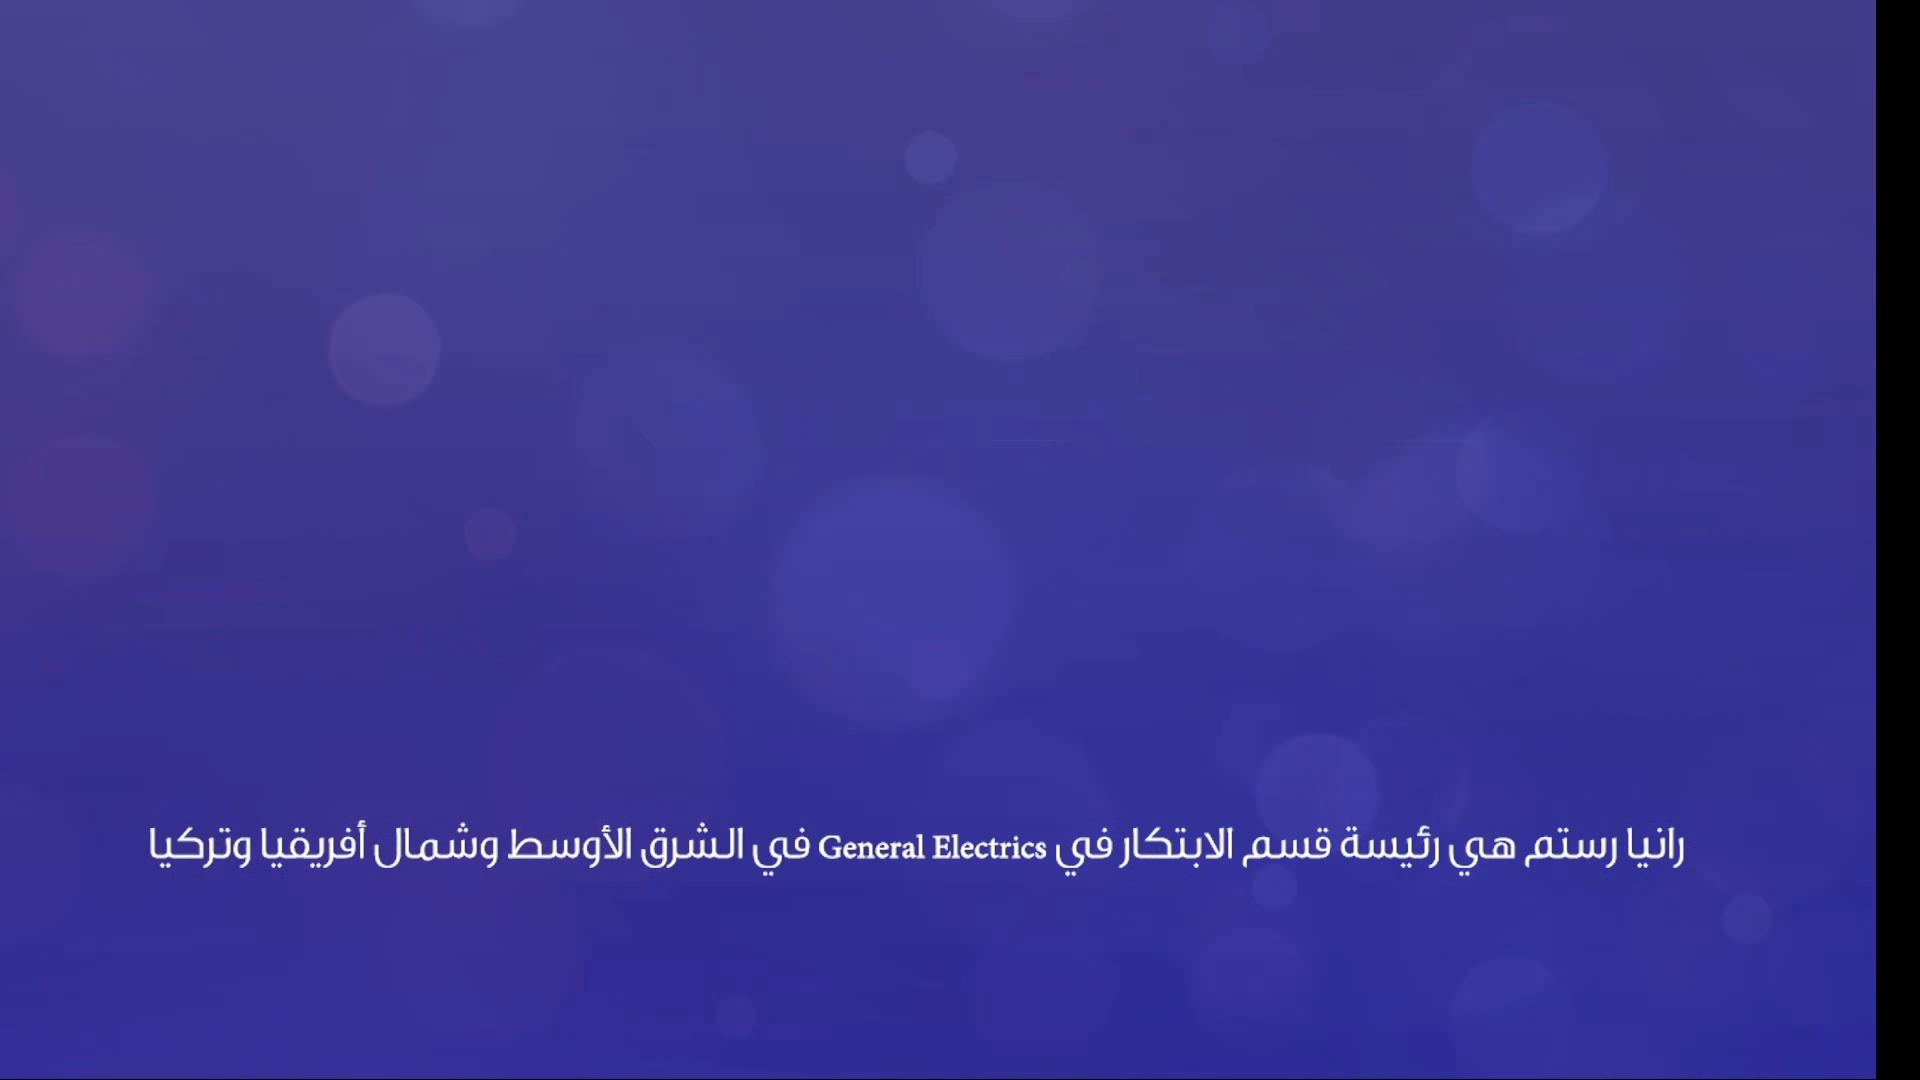 رانيا رستم هي رئيسة قسم الابتكار في General Electrics في الشرق الأوسط وشمال أفريقيا وتركيا